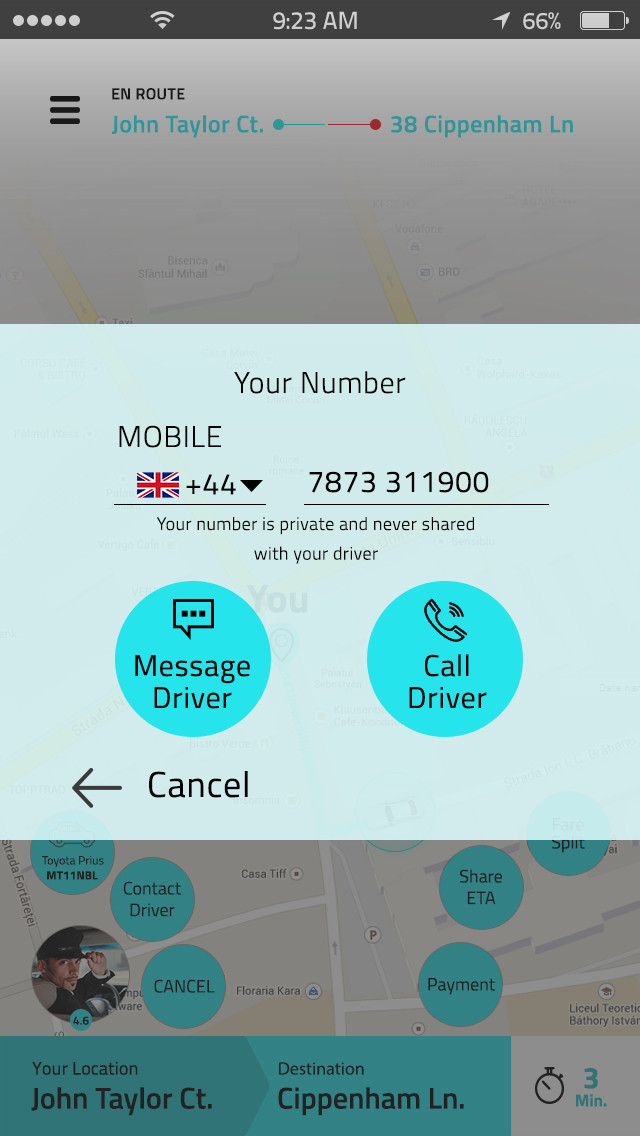 9:23 AM
66%
EN ROUTE
John Taylor Ct.
38 Cippenham Ln
Vodafone
Biserica
Sfântul Mihail
BRD
Taxi
Your Number
MOBILE
+44
7873 311900
Your number is private and never shared
with your driver
You
Message
Driver
Call
Driver
Cancel
Fare
Split
Toyota Prius
MT11NBL
Casa Tiff
Share
ETA
Contact
Driver
Strada Fortăreței
P
CANCEL
Floraria Kara
Payment
4.6
Liceul Teoretic
Báthory István
Your Location
John Taylor Ct.
Destination
Cippenham Ln.
3
Min.